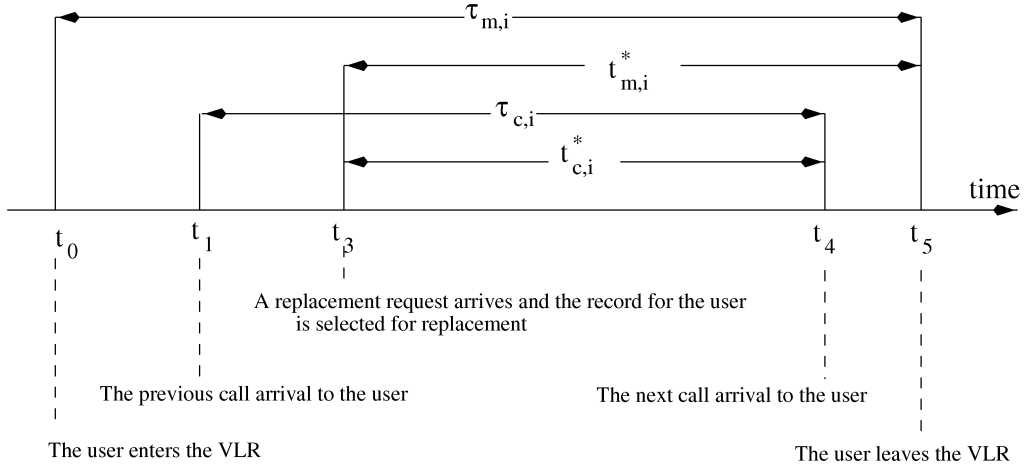 τ m,i
t* m,i
τ c,i
t* c,i
time
t0 t1 t3 t4 t5
A replacement request arrives and the record for the user
is selected for replacement
The previous call arrival to the user
The next call arrival to the user
The user enters the VLR
The user leaves the VLR